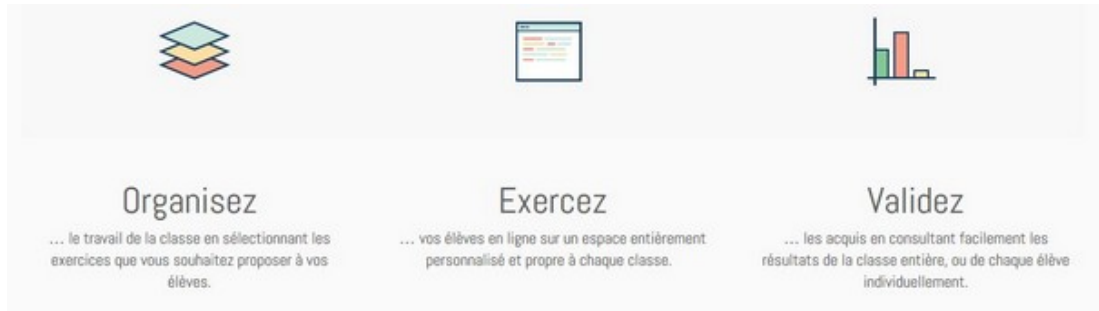 Organisez
... le travail de la classe en sélectionnant les
exercices que vous souhaitez proposer à vos
élèves.
Exercez
... vos élèves en ligne sur un espace entièrement
personnalisé et propre à chaque classe.
Validez
... les acquis en consultant facilement les
résultats de la classe entière, ou de chaque élève
individuellement.